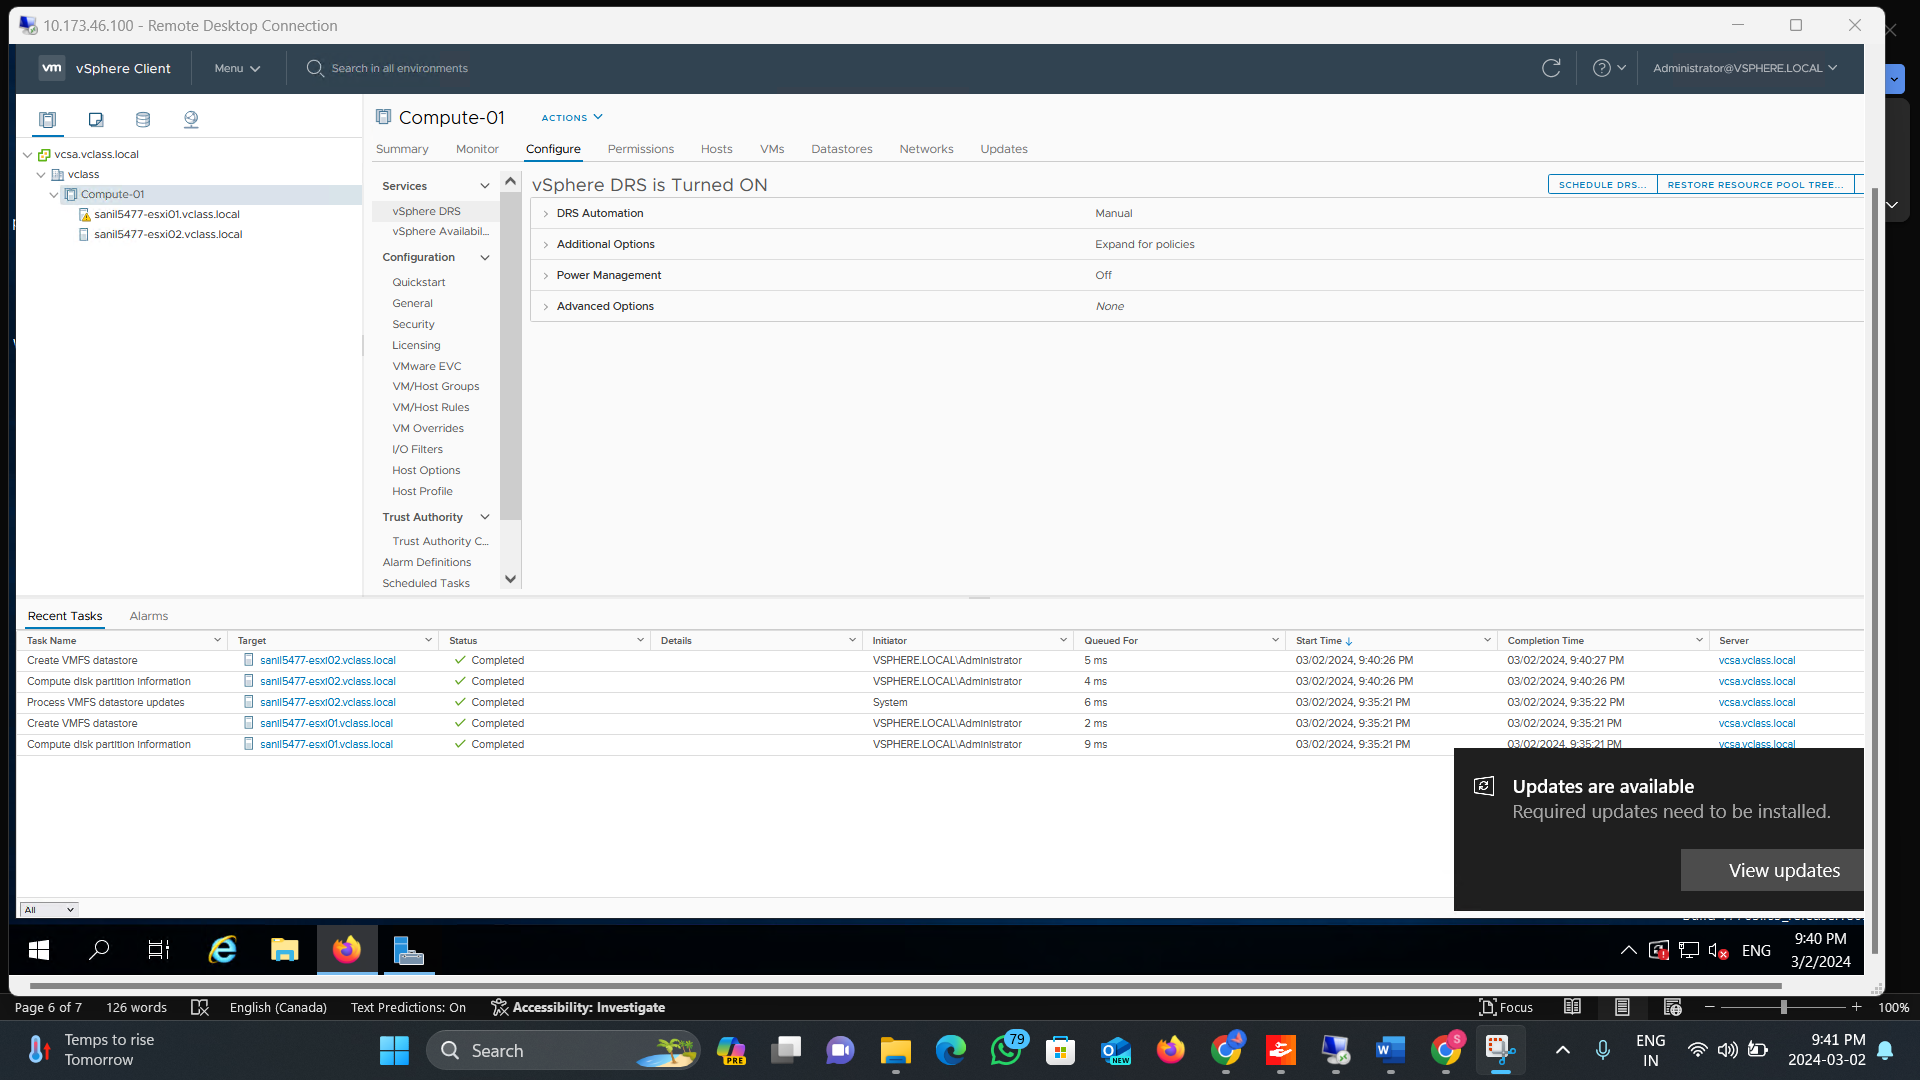 10.173.46.100 - Remote Desktop Connection
vm vSphere Client Menu Search in all environments Administrator@VSPHERE.LOCAL
Compute-01 ACTIONS
Summary Monitor Configure Permissions Hosts VMs Datastores Networks Updates
vcsa.vclass.local
vclass
Compute-01
sanil5477-esxi01.vclass.local
sanil5477-esxi02.vclass.local
Services
vSphere DRS
vSphere Availabil...
Configuration
Quickstart
General
Security
Licensing
VMware EVC
VM/Host Groups
VM/Host Rules
VM Overrides
I/O Filters
Host Options
Host Profile
Trust Authority
Trust Authority C...
Alarm Definitions
Scheduled Tasks
vSphere DRS is Turned ON SCHEDULE DRS... RESTORE RESOURCE POOL TREE...
DRS Automation Manual
Additional Options Expand for policies
Power Management Off
Advanced Options None
Recent Tasks Alarms
Task Name Target Status Details Initiator Queued For Start Time Completion Time Server
Create VMFS datastore sanil5477-esxi02.vclass.local Completed VSPHERE.LOCAL\Administrator 5 ms 03/02/2024, 9:40:26 PM 03/02/2024, 9:40:27 PM vcsa.vclass.local
Compute disk partition information sanil5477-esxi02.vclass.local Completed VSPHERE.LOCAL\Administrator 4 ms 03/02/2024, 9:40:26 PM 03/02/2024, 9:40:26 PM vcsa.vclass.local
Process VMFS datastore updates sanil5477-esxi02.vclass.local Completed System 6 ms 03/02/2024, 9:35:21 PM 03/02/2024, 9:35:22 PM vcsa.vclass.local
Create VMFS datastore sanil5477-esxi01.vclass.local Completed VSPHERE.LOCAL\Administrator 2 ms 03/02/2024, 9:35:21 PM 03/02/2024, 9:35:21 PM vcsa.vclass.local
Compute disk partition information sanil5477-esxi01.vclass.local Completed VSPHERE.LOCAL\Administrator 9 ms 03/02/2024, 9:35:21 PM 03/02/2024, 9:35:21 PM vcsa.vclass.local
Updates are available
Required updates need to be installed.
View updates
All
ENG 9:40 PM
3/2/2024
Page 6 of 7 126 words English (Canada) Text Predictions: On Accessibility: Investigate Focus 100%
Temps to rise
Tomorrow
Search
PRE
79
NEW
S
ENG
IN
9:41 PM
2024-03-02